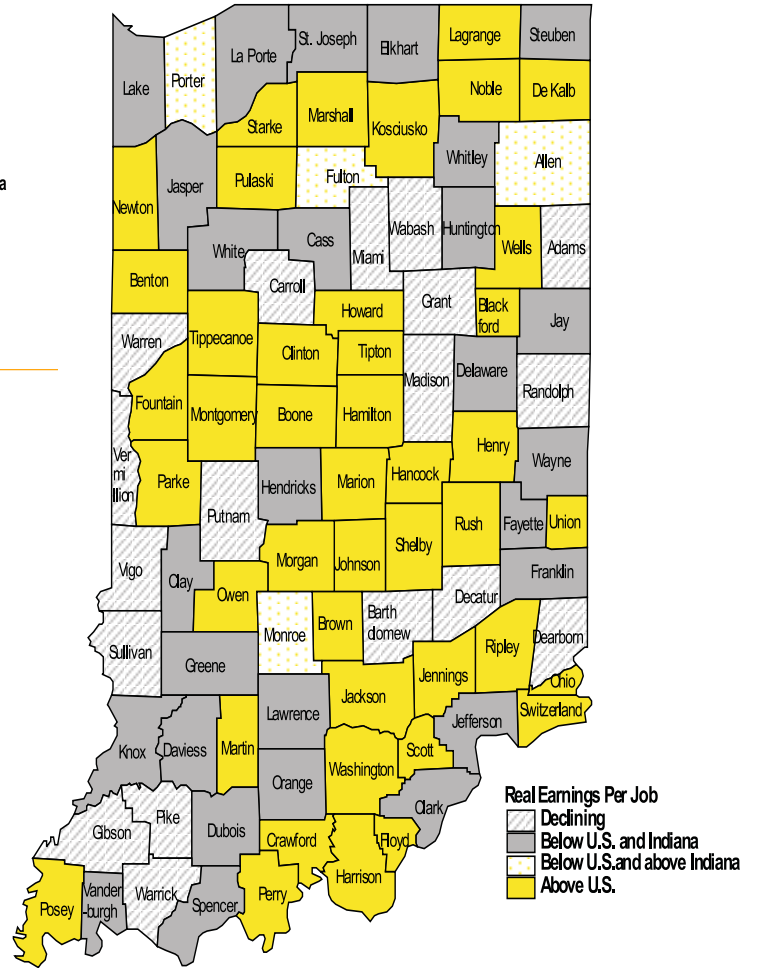 St. Joseph
Lagrange
Steuben
La Porte
Elkhart
Lake
Porter
Noble
De Kalb
Starke
Marshall
Kosciusko
Whitley
Allen
a
Jasper
Pulaski
Fulton
Newton
Wabash
Huntington
Wells
Adams
White
Cass
Miami
Benton
Carroll
Grant
Black
ford
Howard
Jay
Warren
Tippecanoe
Clinton
Tipton
Madison
Delaware
Randolph
Fountain
Montgomery
Boone
Hamilton
Henry
Ver
mi
llion
Parke
Hendricks
Marion
Hancock
Wayne
Putnam
Rush
Fayette
Union
Shelby
Morgan
Johnson
Vigo
Clay
Franklin
Owen
Decatur
Monroe
Brown
Barth
olomew
Dearborn
Sullivan
Greene
Ripley
Jennings
Ohio
Jackson
Switzerland
Lawrence
Jefferson
Knox
Daviess
Martin
Scott
Washington
Orange
Clark
Gibson
Pike
Dubois
Crawford
Floyd
Harrison
Posey
Vander
-burgh
Warrick
Spencer
Perry
Real Earnings Per Job
Declining
Below U.S. and Indiana
Below U.S.and above Indiana
Above U.S.